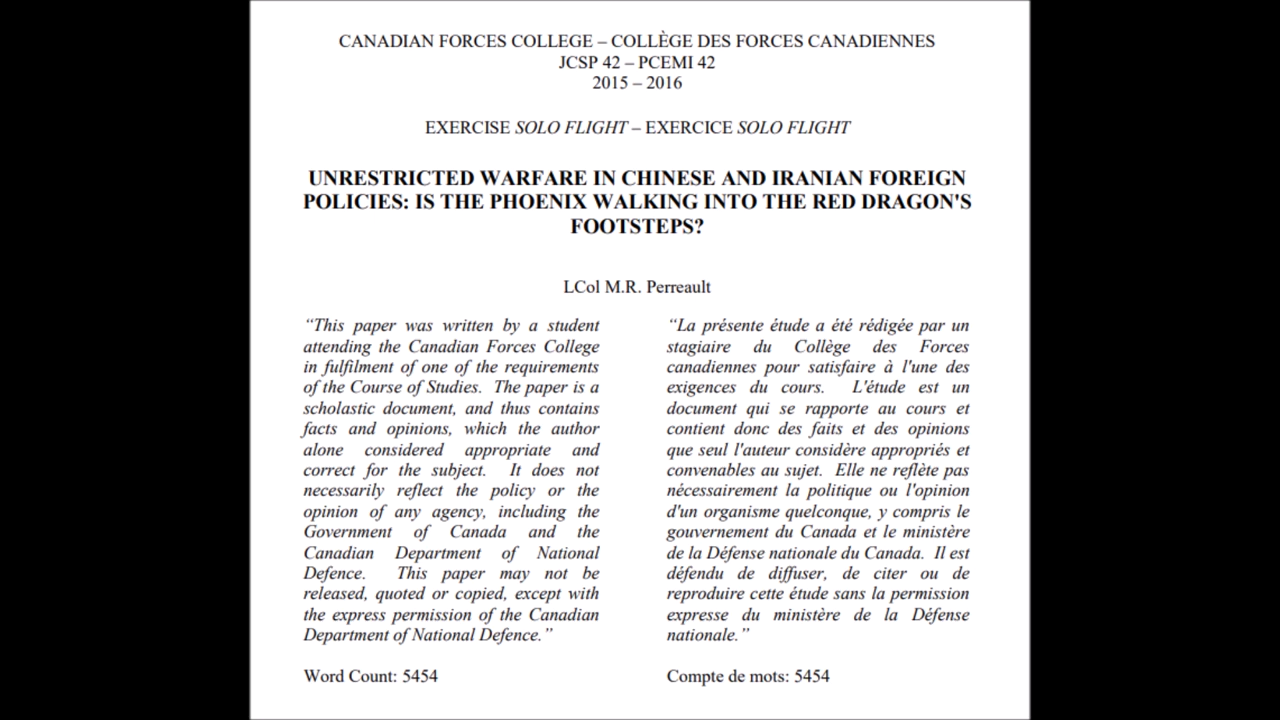 CANADIAN FORCES COLLEGE – COLLÈGE DES FORCES CANADIENNES
JCSP 42 – PCEMI 42
2015 – 2016
EXERCISE SOLO FLIGHT – EXERCICE SOLO FLIGHT
UNRESTRICTED WARFARE IN CHINESE AND IRANIAN FOREIGN
POLICIES: IS THE PHOENIX WALKING INTO THE RED DRAGON'S
FOOTSTEPS?
LCol M.R. Perreault
“This paper was written by a student
attending the Canadian Forces College
in fulfilment of one of the requirements
of the Course of Studies. The paper is a
scholastic document, and thus contains
facts and opinions, which the author
alone considered appropriate and
correct for the subject. It does not
necessarily reflect the policy or the
opinion of any agency, including the
Government of Canada and the
Canadian Department of National
Defence. This paper may not be
released, quoted or copied, except with
the express permission of the Canadian
Department of National Defence.”
Word Count: 5454
“La présente étude a été rédigée par un
stagiaire du Collège des Forces
canadiennes pour satisfaire à l'une des
exigences du cours. L'étude est un
document qui se rapporte au cours et
contient donc des faits et des opinions
que seul l'auteur considère appropriés et
convenables au sujet. Elle ne reflète pas
nécessairement la politique ou l'opinion
d'un organisme quelconque, y compris le
gouvernement du Canada et le ministère
de la Défense nationale du Canada. Il est
défendu de diffuser, de citer ou de
reproduire cette étude sans la permission
expresse du ministère de la Défense
nationale.”
Compte de mots: 5454